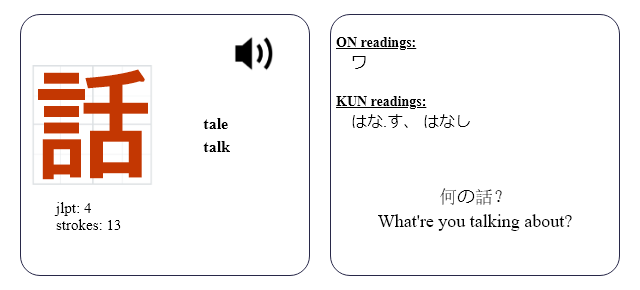 話
tale
talk
jlpt: 4
strokes: 13
ON readings:
ワ
KUN readings:
はな.す、 はなし
何の話？
What're you talking about?